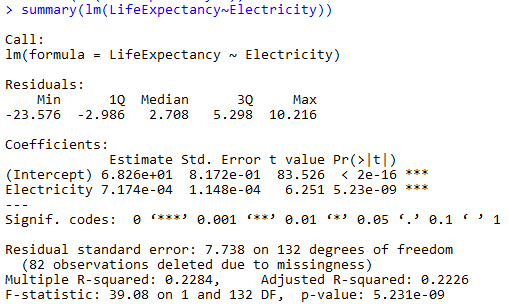 > summary(lm(LifeExpectancy~Electricity))
Call:
lm(formula = LifeExpectancy ~ Electricity)
Residuals:
    Min      1Q  Median      3Q     Max
-23.576  -2.986   2.708   5.298  10.216
Coefficients:
             Estimate Std. Error t value Pr(>|t|)
(Intercept) 6.826e+01  8.172e-01  83.526  < 2e-16 ***
Electricity 7.174e-04  1.148e-04   6.251 5.23e-09 ***
---
Signif. codes:  0 ‘***’ 0.001 ‘**’ 0.01 ‘*’ 0.05 ‘.’ 0.1 ‘ ’ 1
Residual standard error: 7.738 on 132 degrees of freedom
  (82 observations deleted due to missingness)
Multiple R-squared: 0.2284,	Adjusted R-squared: 0.2226
F-statistic: 39.08 on 1 and 132 DF,  p-value: 5.231e-09